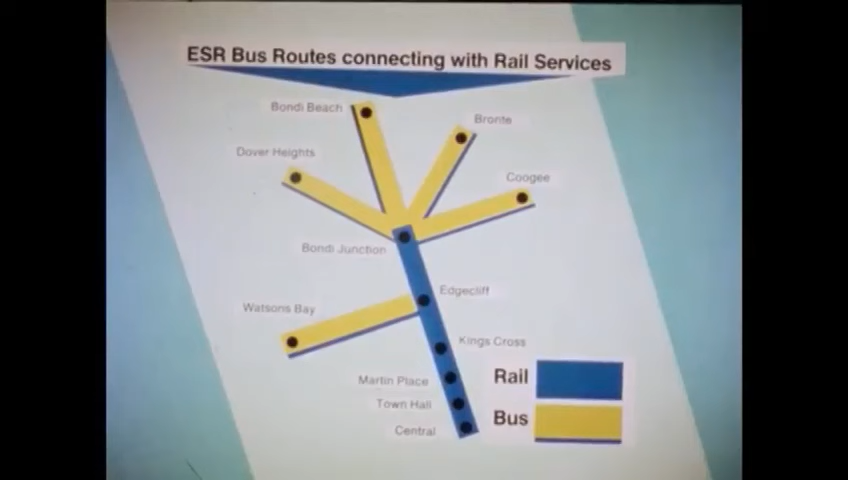 ESR Bus Routes connecting with Rail Services
Bondi Beach
Bronte
Dover Heights
Coogee
Bondi Junction
Edgecliff
Watsons Bay
Kings Cross
Martin Place
Rail
Town Hall
Bus
Central